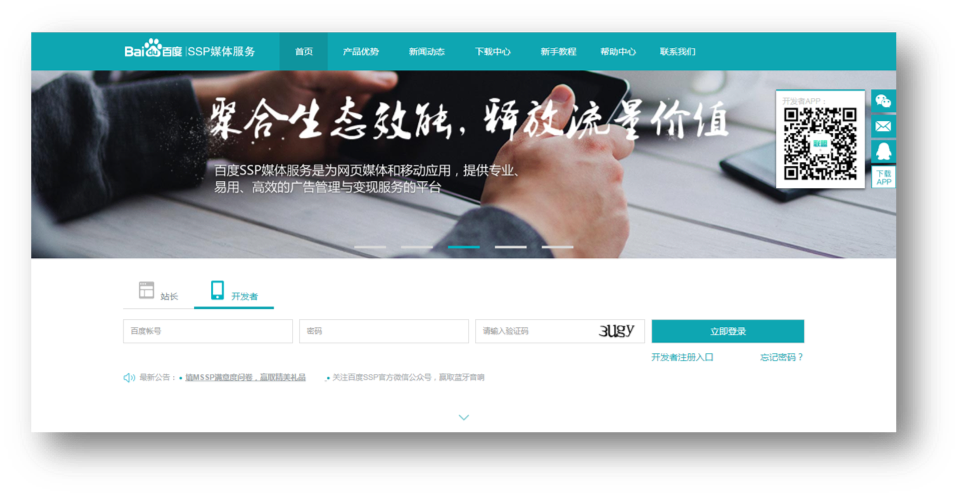 Bai du 百度 | SSP媒体服务
首页 产品优势 新闻动态 下载中心 新手教程 帮助中心 联系我们
聚合生态效能，释放流量价值
百度SSP媒体服务是为网页媒体和移动应用，提供专业、
易用、高效的广告管理与变现服务的平台
开发者APP：
联盟
下载
APP
站长 开发者
百度帐号 密码 请输入验证码 3ugy 立即登录
开发者注册入口 忘记密码？
最新公告： • 填MSSP满意度问卷，赢取精美礼品 • 关注百度SSP官方微信公众号，赢取蓝牙音响